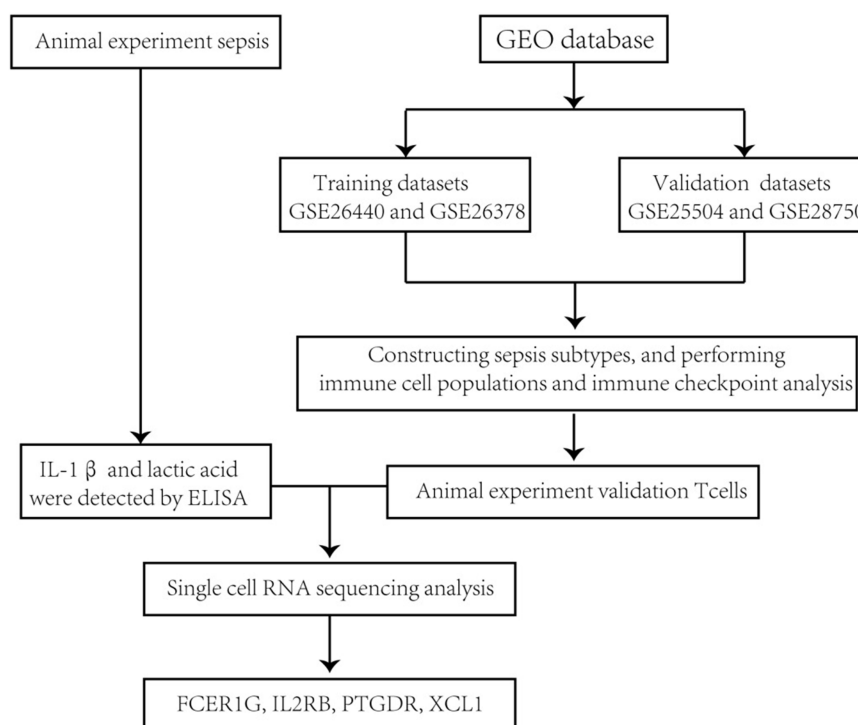 Animal experiment sepsis
GEO database
Training datasets
GSE26440 and GSE26378
Validation datasets
GSE25504 and GSE28750
Constructing sepsis subtypes, and performing
immune cell populations and immune checkpoint analysis
IL-1 β and lactic acid
were detected by ELISA
Animal experiment validation Tcells
Single cell RNA sequencing analysis
FCER1G, IL2RB, PTGDR, XCL1